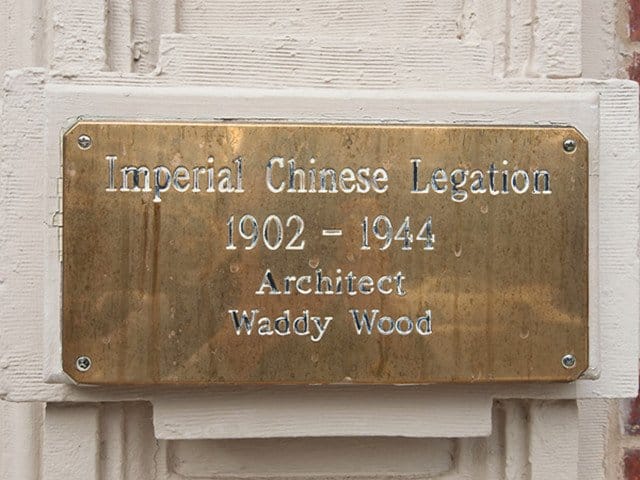 Imperial Chinese Legation
1902 - 1944
Architect
Waddy Wood